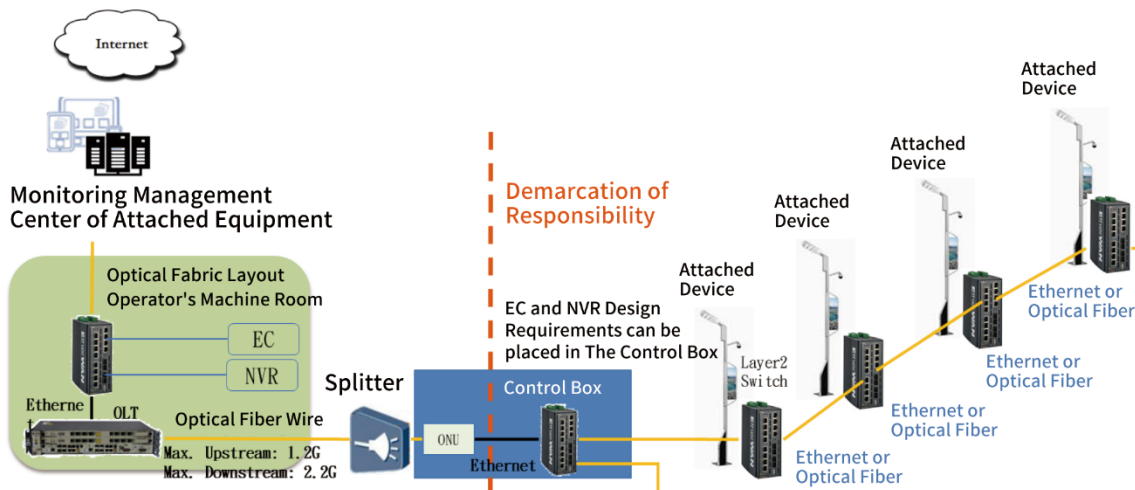 Internet
Monitoring Management
Center of Attached Equipment
Optical Fabric Layout
Operator's Machine Room
EC
NVR
Etherne
OLT
Optical Fiber Wire
Max. Upstream: 1.2G
Max. Downstream: 2.2G
Splitter
Demarcation of
Responsibility
EC and NVR Design
Requirements can be
placed in The Control Box
Control Box
ONU
Ethernet
Attached
Device
Layer2
Switch
Ethernet or
Optical Fiber
Attached
Device
Ethernet or
Optical Fiber
Attached
Device
Ethernet or
Optical Fiber
Attached
Device
Ethernet or
Optical Fiber